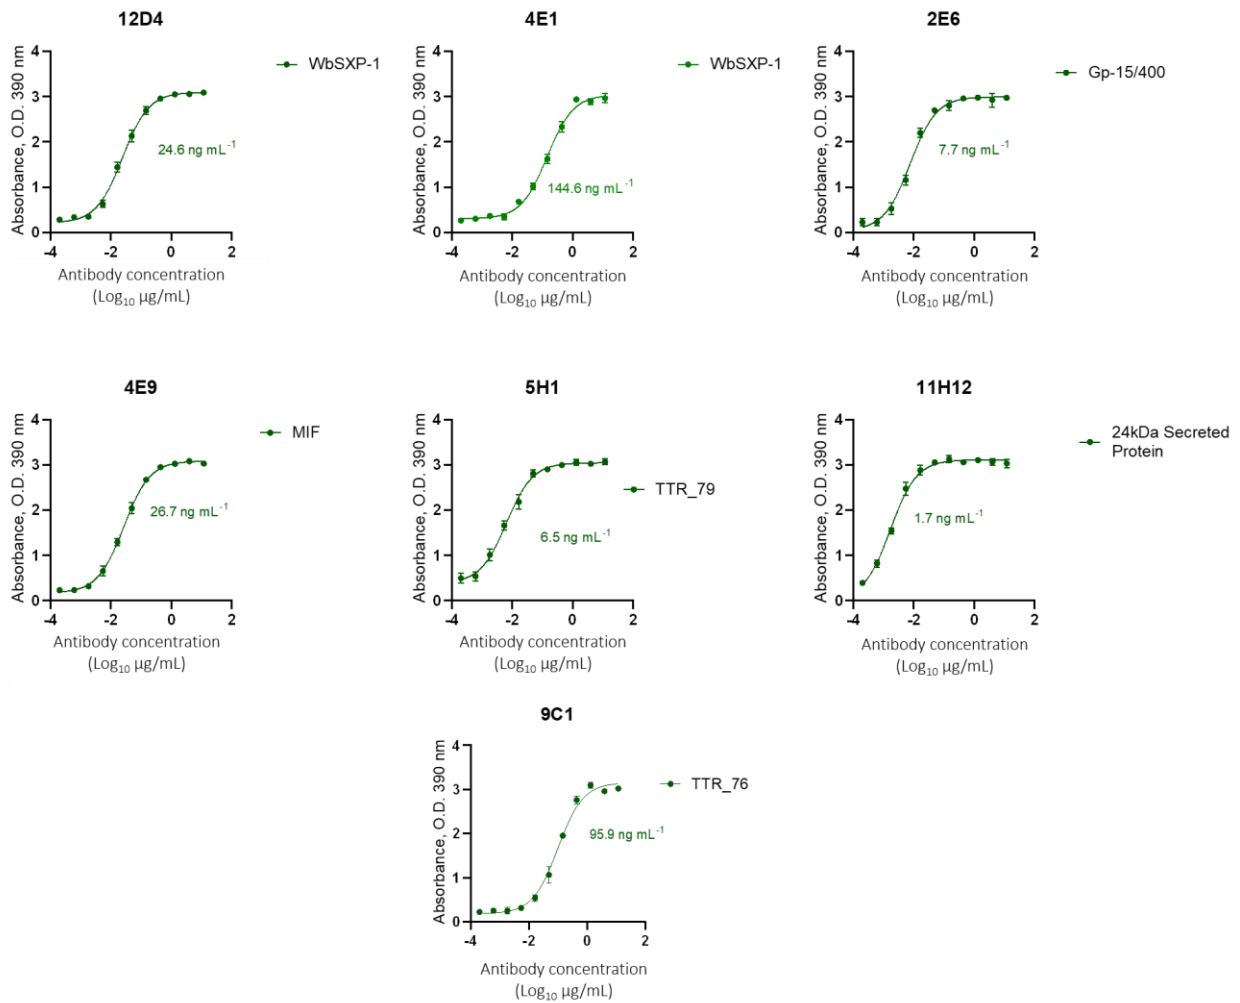 12D4
4
3
2
1
0
-4
-2
0
2
Absorbance, O.D. 390 nm
WbSXP-1
24.6 ng mL⁻¹
Antibody concentration
(Log₁₀ µg/mL)
4E1
4
3
2
1
0
-4
-2
0
2
Absorbance, O.D. 390 nm
WbSXP-1
144.6 ng mL⁻¹
Antibody concentration
(Log₁₀ µg/mL)
2E6
4
3
2
1
0
-4
-2
0
2
Absorbance, O.D. 390 nm
Gp-15/400
7.7 ng mL⁻¹
Antibody concentration
(Log₁₀ µg/mL)
4E9
4
3
2
1
0
-4
-2
0
2
Absorbance, O.D. 390 nm
MIF
26.7 ng mL⁻¹
Antibody concentration
(Log₁₀ µg/mL)
5H1
4
3
2
1
0
-4
-2
0
2
Absorbance, O.D. 390 nm
TTR_79
6.5 ng mL⁻¹
Antibody concentration
(Log₁₀ µg/mL)
11H12
4
3
2
1
0
-4
-2
0
2
Absorbance, O.D. 390 nm
24kDa Secreted
Protein
1.7 ng mL⁻¹
Antibody concentration
(Log₁₀ µg/mL)
9C1
4
3
2
1
0
-4
-2
0
2
Absorbance, O.D. 390 nm
TTR_76
95.9 ng mL⁻¹
Antibody concentration
(Log₁₀ µg/mL)